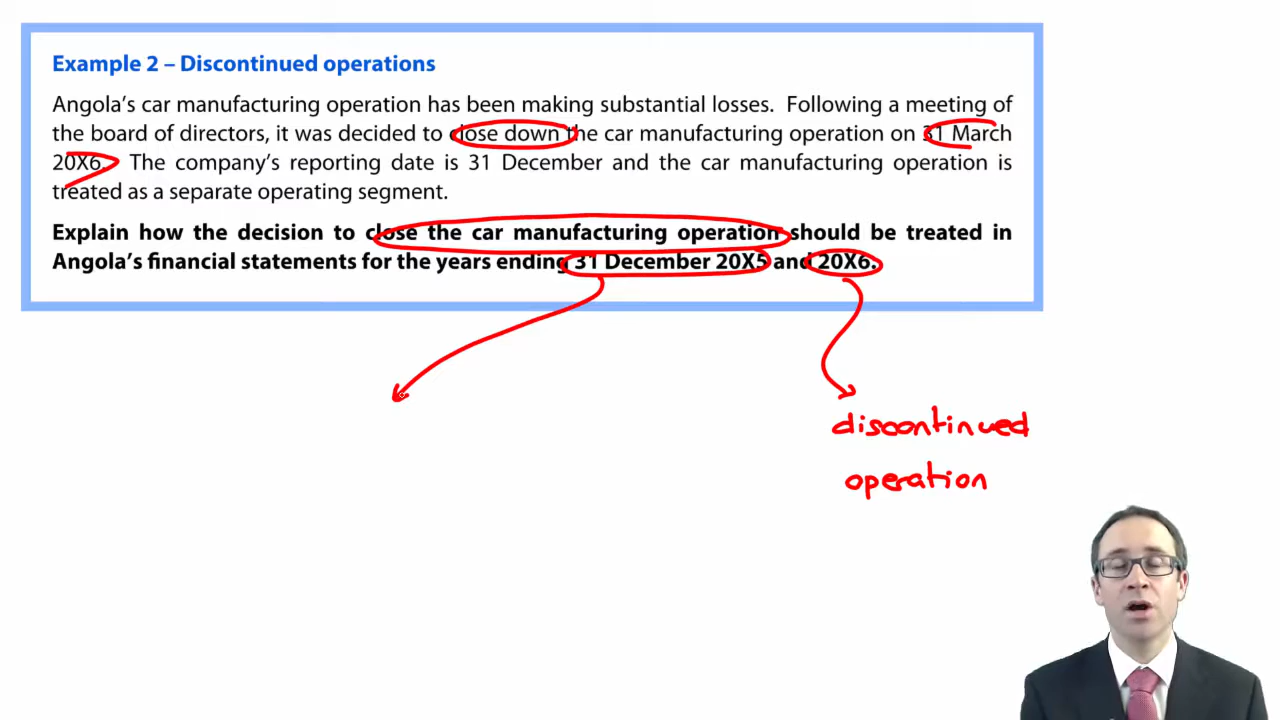 Example 2 – Discontinued operations
Angola's car manufacturing operation has been making substantial losses. Following a meeting of
the board of directors, it was decided to close down the car manufacturing operation on 31 March
20X6. The company's reporting date is 31 December and the car manufacturing operation is
treated as a separate operating segment.
Explain how the decision to close the car manufacturing operation should be treated in
Angola's financial statements for the years ending 31 December 20X5 and 20X6.
discontinued
operation